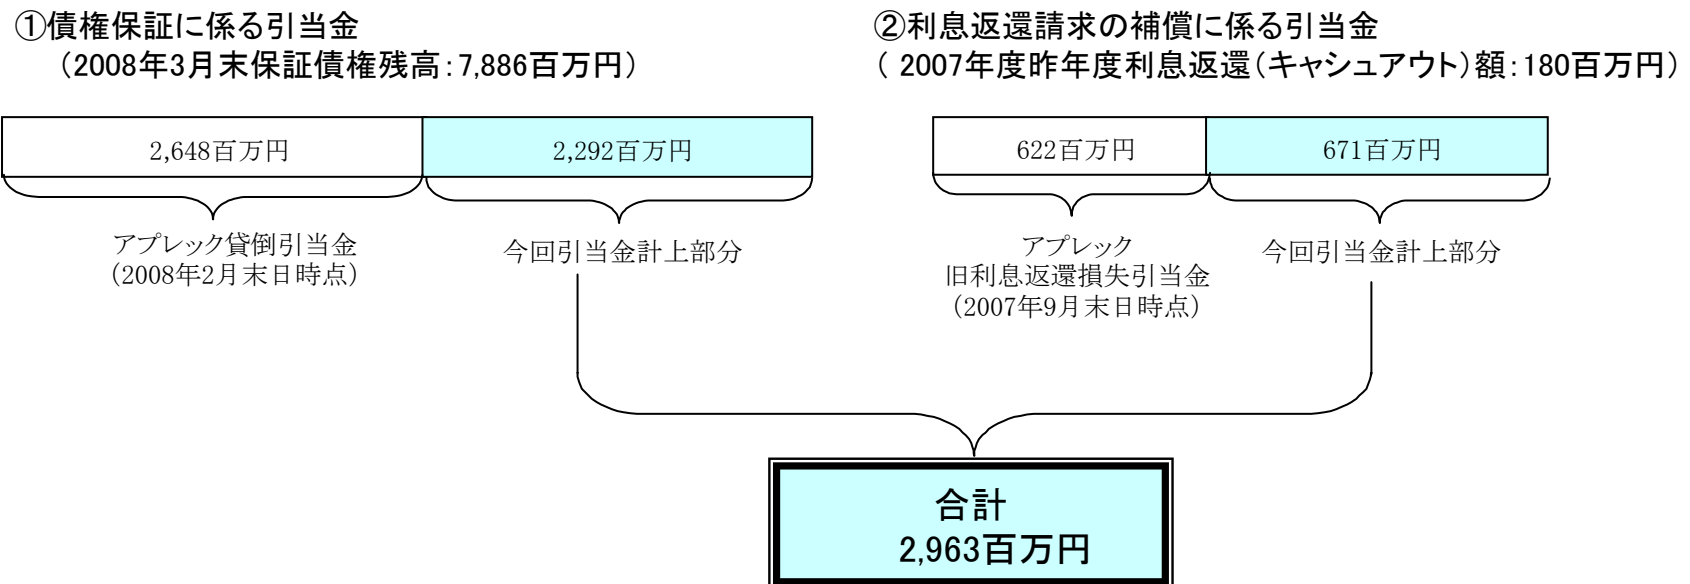 ①債権保証に係る引当金
（2008年3月末保証債権残高：7,886百万円）
2,648百万円
2,292百万円
アプレック貸倒引当金
（2008年2月末日時点）
今回引当金計上部分
②利息返還請求の補償に係る引当金
（ 2007年度昨年度利息返還（キャシュアウト）額：180百万円）
622百万円
671百万円
アプレック
旧利息返還損失引当金
（2007年9月末日時点）
今回引当金計上部分
合計
2,963百万円